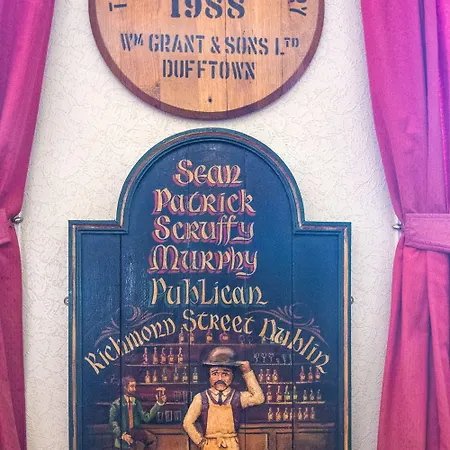 1988
WM GRANT & SONS LTD
DUFFTOWN
Sean
Patrick
Scruffy
Murphy
Publican
Richmond Street Dublin